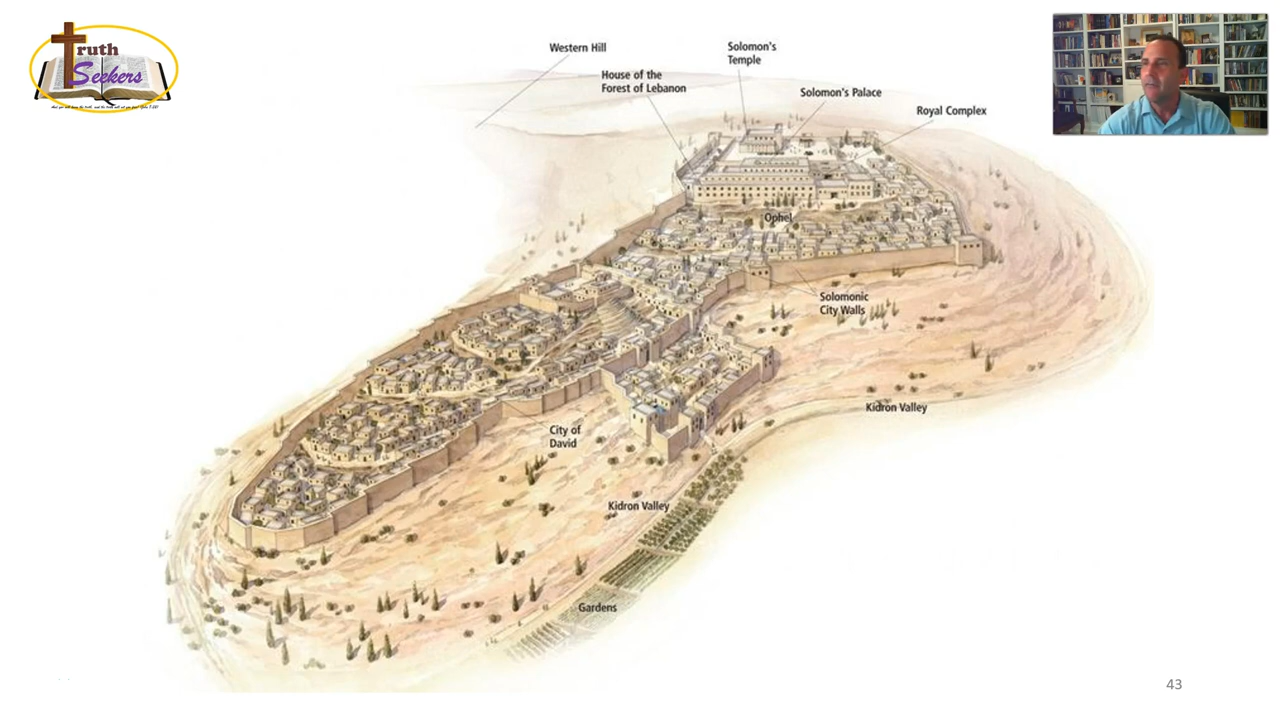 Truth
Seekers
Western Hill
Solomon's
Temple
House of the
Forest of Lebanon
Solomon's Palace
Royal Complex
Ophel
Solomonic
City Walls
Kidron Valley
City of
David
Kidron Valley
Gardens
43